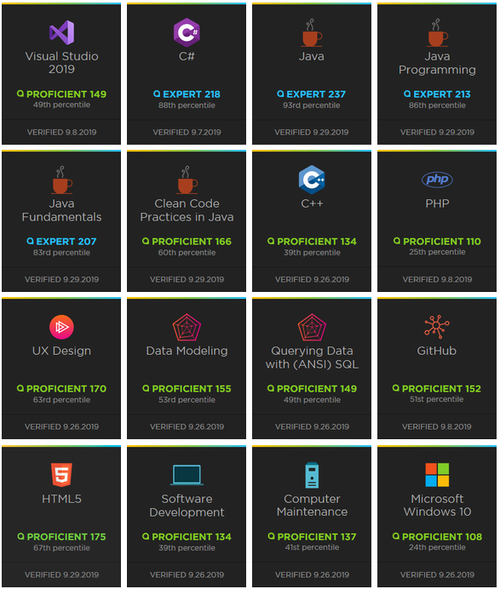 Visual Studio
2019
PROFICIENT 149
49th percentile
VERIFIED 9.8.2019
C#
C#
EXPERT 218
88th percentile
VERIFIED 9.7.2019
Java
EXPERT 237
93rd percentile
VERIFIED 9.29.2019
Java
Programming
EXPERT 213
86th percentile
VERIFIED 9.29.2019
Java
Fundamentals
EXPERT 207
83rd percentile
VERIFIED 9.29.2019
Clean Code
Practices in Java
PROFICIENT 166
60th percentile
VERIFIED 9.29.2019
C++
C++
PROFICIENT 134
39th percentile
VERIFIED 9.26.2019
php
PHP
PROFICIENT 110
25th percentile
VERIFIED 9.8.2019
UX Design
PROFICIENT 170
63rd percentile
VERIFIED 9.26.2019
Data Modeling
PROFICIENT 155
53rd percentile
VERIFIED 9.26.2019
Querying Data
with (ANSI) SQL
PROFICIENT 149
49th percentile
VERIFIED 9.26.2019
GitHub
PROFICIENT 152
51st percentile
VERIFIED 9.8.2019
5
HTML5
PROFICIENT 175
67th percentile
VERIFIED 9.29.2019
Software
Development
PROFICIENT 134
39th percentile
VERIFIED 9.26.2019
Computer
Maintenance
PROFICIENT 137
41st percentile
VERIFIED 9.26.2019
Microsoft
Windows 10
PROFICIENT 108
24th percentile
VERIFIED 9.26.2019